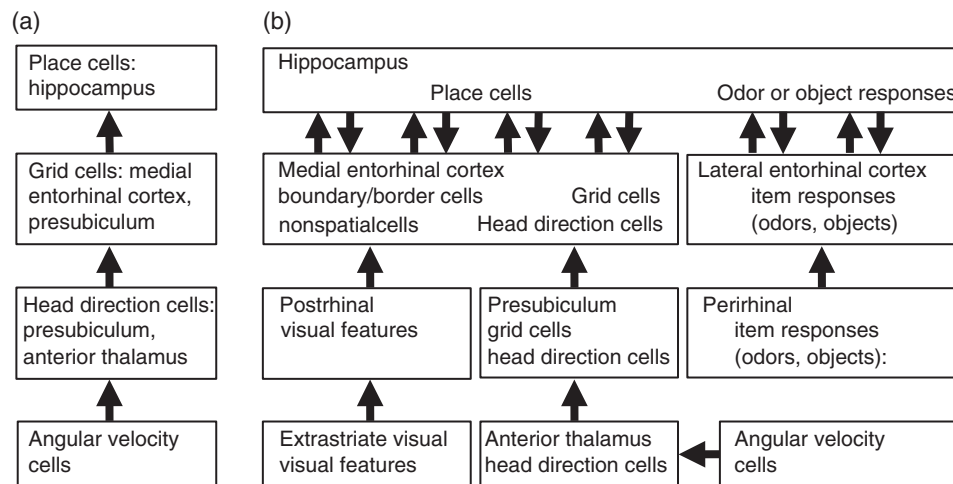 (a)
Place cells:
hippocampus
Grid cells: medial
entorhinal cortex,
presubiculum
Head direction cells:
presubiculum,
anterior thalamus
Angular velocity
cells
(b)
Hippocampus
Place cells
Odor or object responses
Medial entorhinal cortex
boundary/border cells
Grid cells
nonspatialcells
Head direction cells
Lateral entorhinal cortex
item responses
(odors, objects)
Postrhinal
visual features
Presubiculum
grid cells
head direction cells
Perirhinal
item responses
(odors, objects):
Extrastriate visual
visual features
Anterior thalamus
head direction cells
Angular velocity
cells